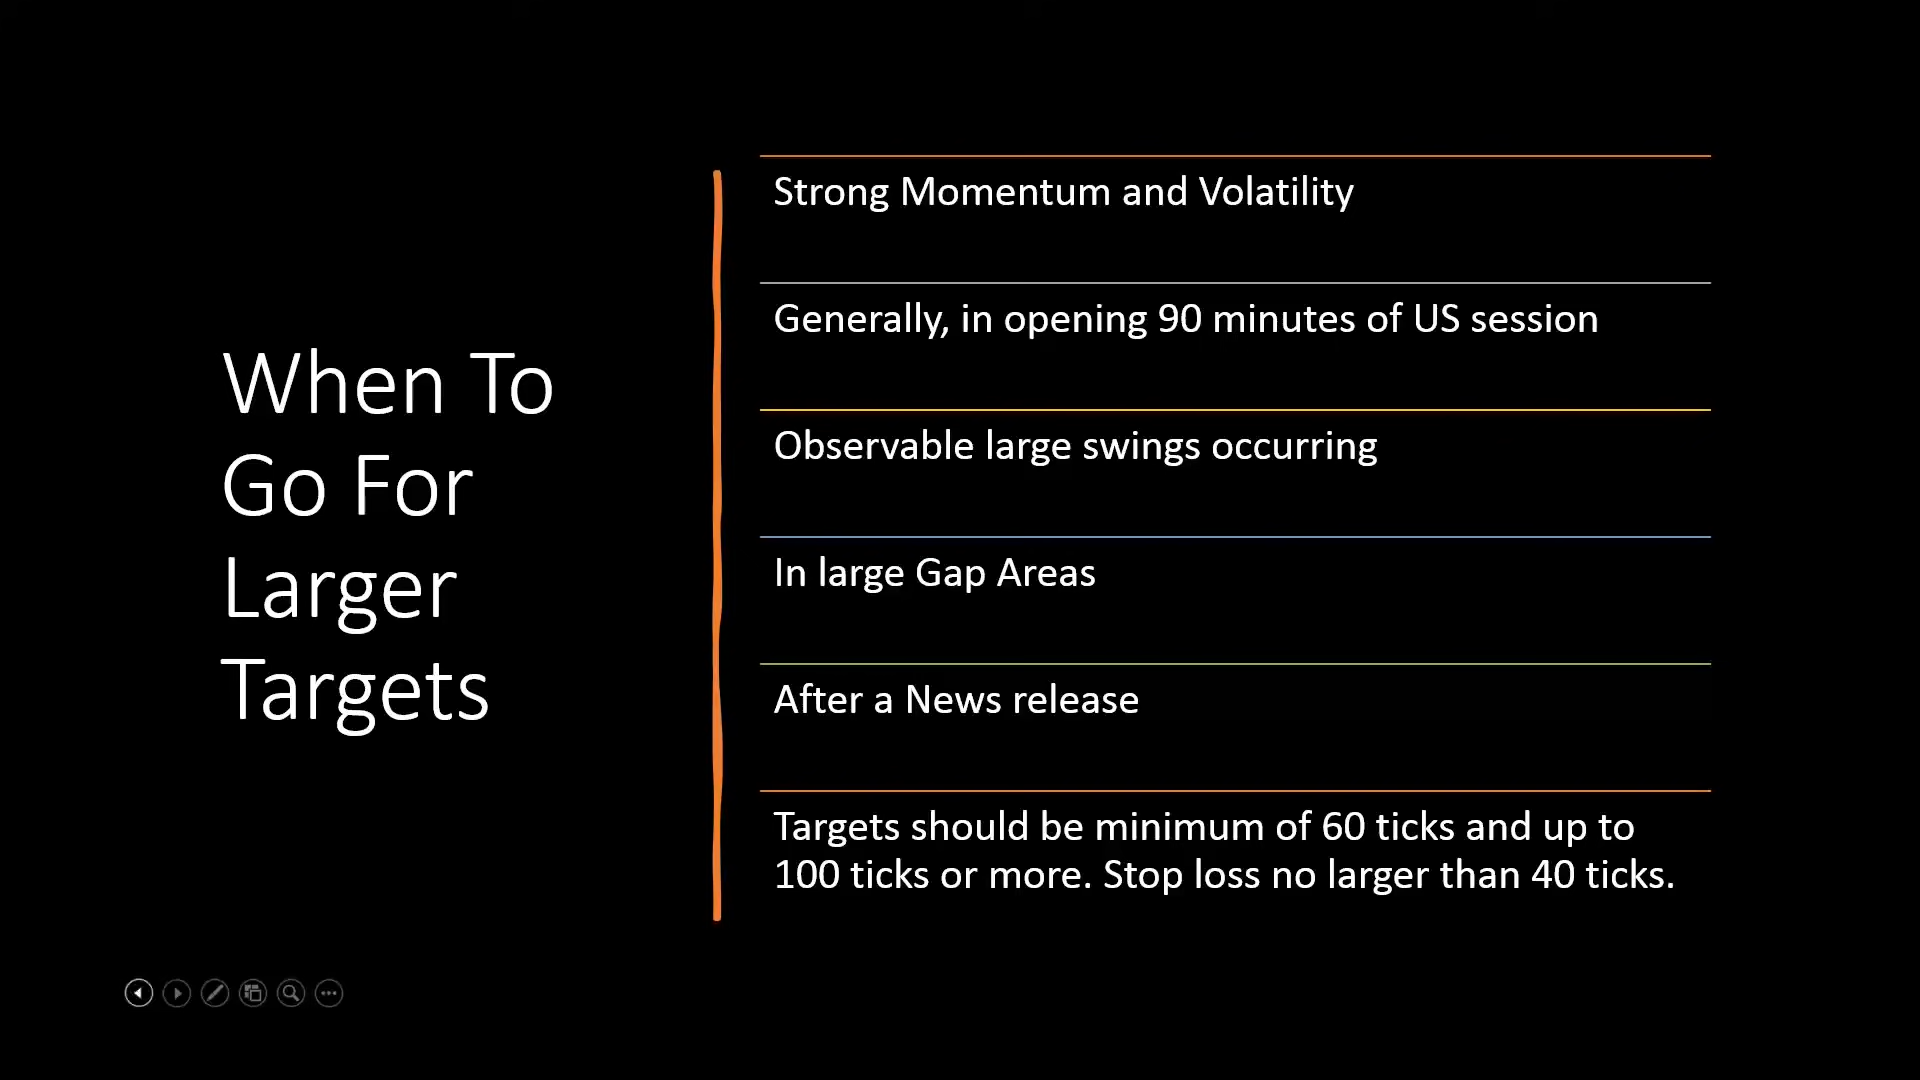 When To
Go For
Larger
Targets
Strong Momentum and Volatility
Generally, in opening 90 minutes of US session
Observable large swings occurring
In large Gap Areas
After a News release
Targets should be minimum of 60 ticks and up to
100 ticks or more. Stop loss no larger than 40 ticks.